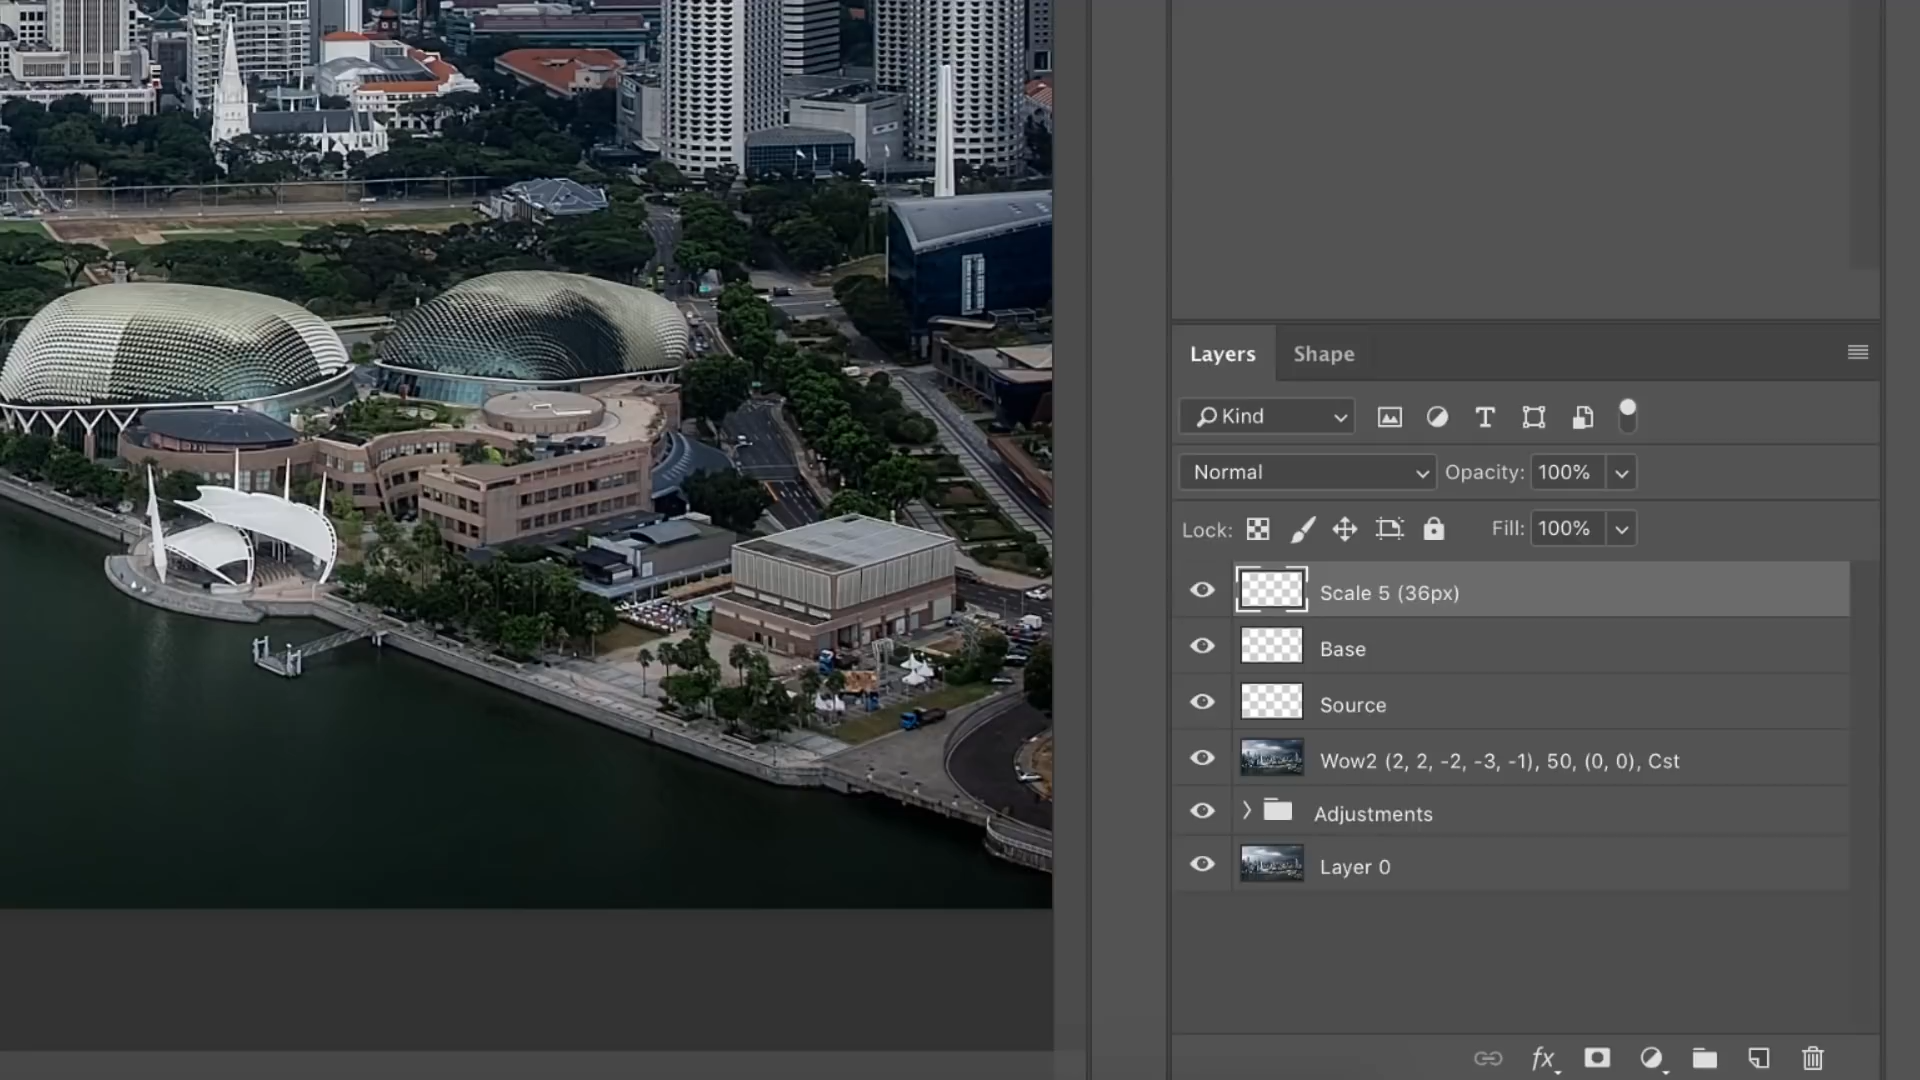 Layers
Shape
Kind
Normal
Opacity: 100%
Lock:
Fill: 100%
Scale 5 (36px)
Base
Source
Wow2 (2, 2, -2, -3, -1), 50, (0, 0), Cst
Adjustments
Layer 0
fx